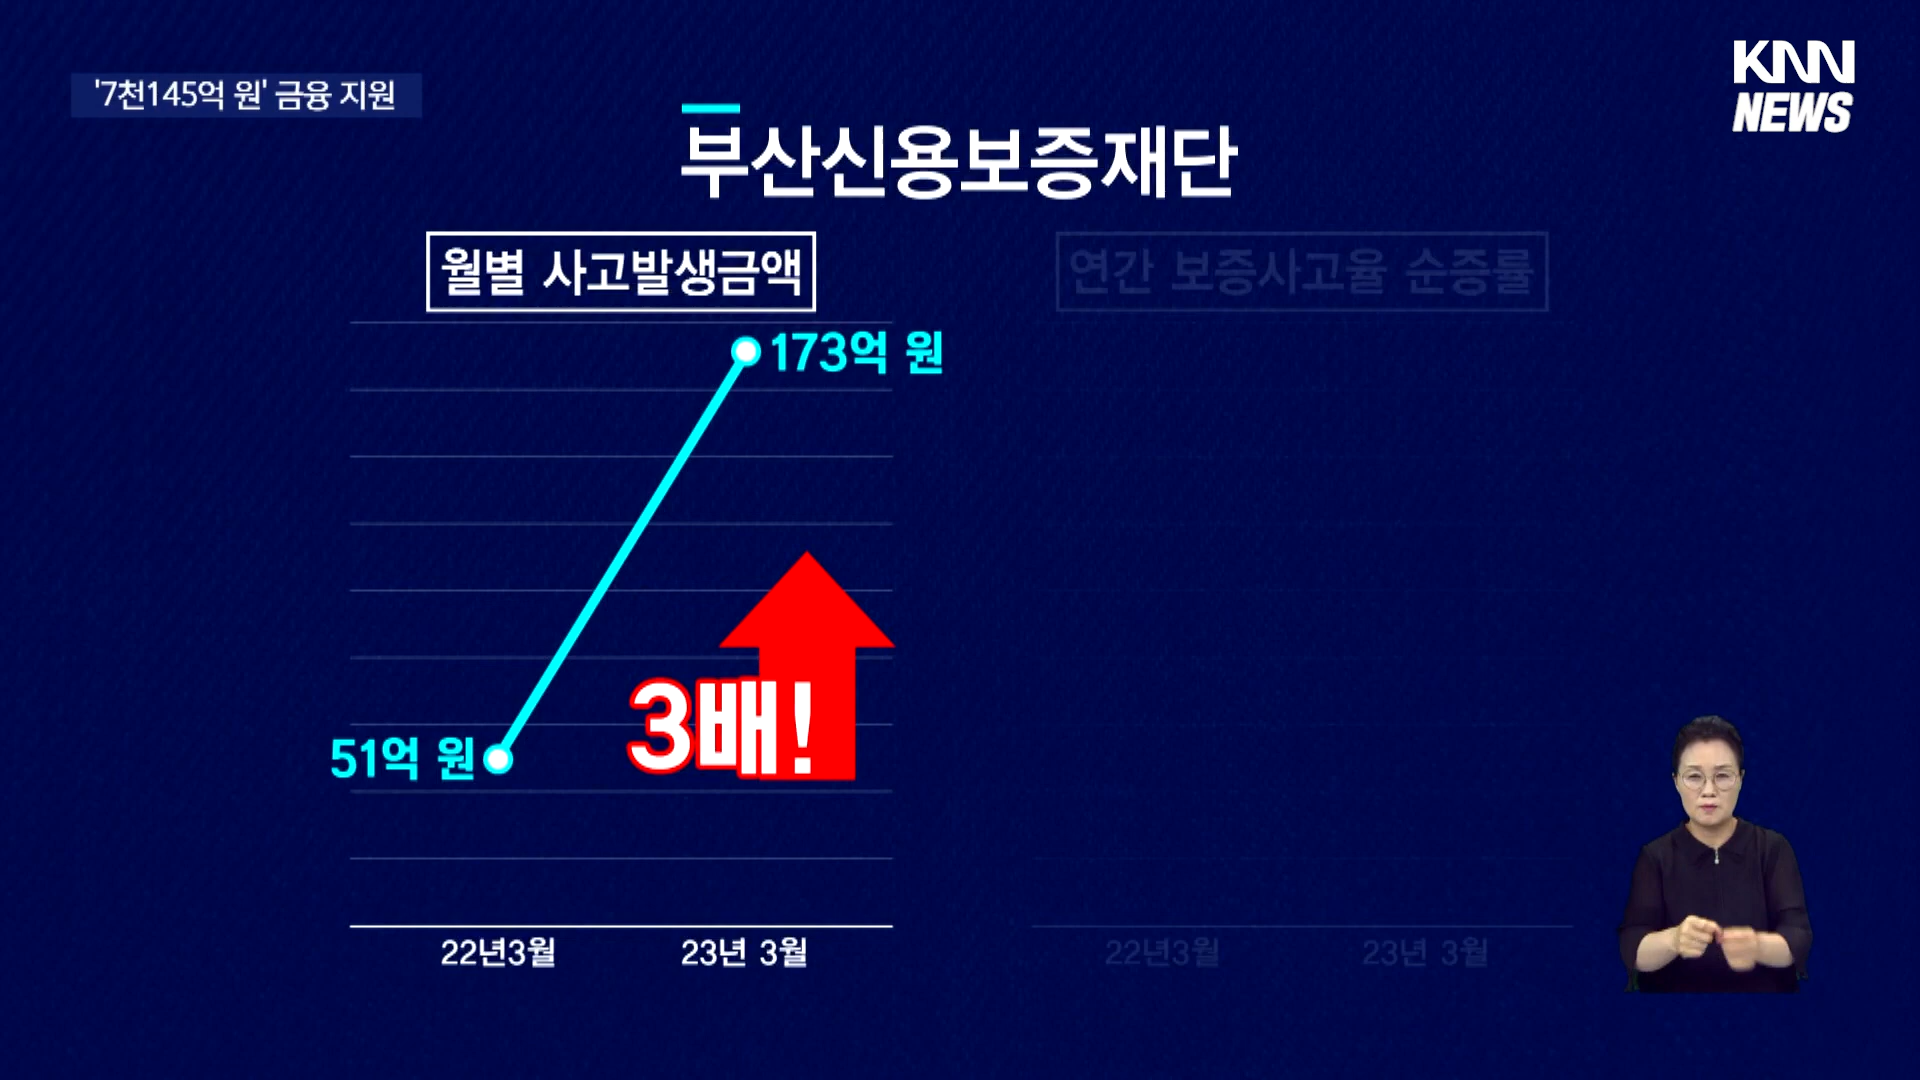 '7천145억 원' 금융 지원
KNN
NEWS
부산신용보증재단
월별 사고발생금액
연간 보증사고율 순증률
173억 원
51억 원
3배!
22년3월
23년 3월
22년3월
23년 3월